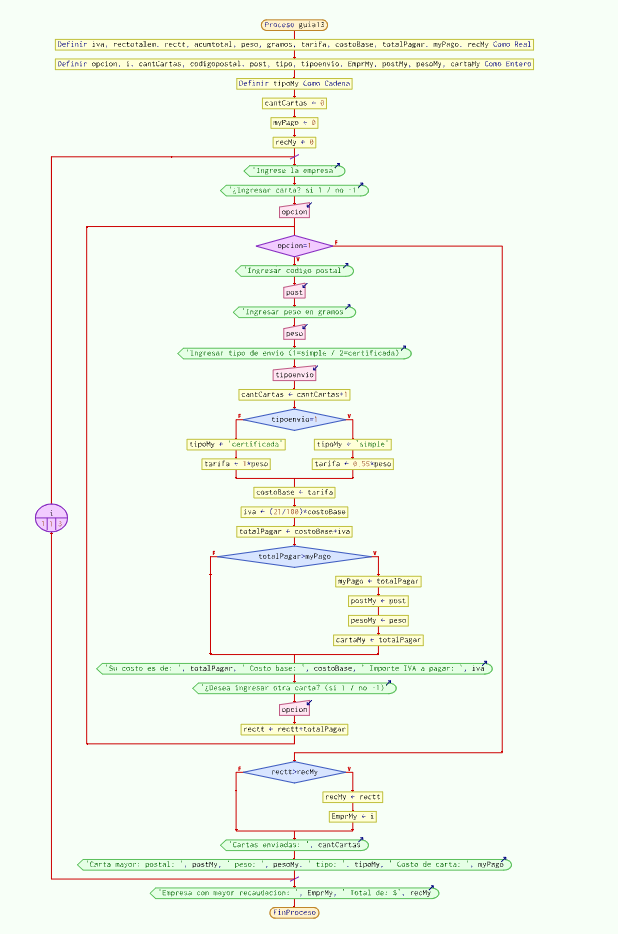 Proceso guia13
Definir iva, rectotalem, rectt, acumtotal, peso, gramos, tarifa, costoBase, totalPagar, myPago, recMy Como Real
Definir opcion, i, cantCartas, codigopostal, post, tipo, tipoenvio, EmprMy, postMy, pesoMy, cartaMy Como Entero
Definir tipoMy Como Cadena
cantCartas ← 0
myPago ← 0
recMy ← 0
'Ingrese la empresa'
'¿Ingresar carta? si 1 / no -1'
opcion
opcion=1
F
V
'Ingresar codigo postal'
post
'Ingresar peso en gramos'
peso
'Ingresar tipo de envio (1=simple / 2=certificada)'
tipoenvio
cantCartas ← cantCartas+1
F tipoenvio=1 V
tipoMy ← 'certificada' tipoMy ← 'simple'
tarifa ← 1*peso tarifa ← 0.55*peso
costoBase ← tarifa
i
1 1 3
iva ← (21/100)*costoBase
totalPagar ← costoBase+iva
F totalPagar>myPago V
myPago ← totalPagar
postMy ← post
pesoMy ← peso
cartaMy ← totalPagar
'Su costo es de: ', totalPagar, ' Costo base: ', costoBase, ' Importe IVA a pagar: ', iva
'¿Desea ingresar otra carta? (si 1 / no -1)'
opcion
rectt ← rectt+totalPagar
F rectt>recMy V
recMy ← rectt
EmprMy ← i
'Cartas enviadas: ', cantCartas
'Carta mayor: postal: ', postMy, ' peso: ', pesoMy, ' tipo: ', tipoMy, ' Costo de carta: ', myPago
'Empresa con mayor recaudacion: ', EmprMy, ' Total de: $', recMy
FinProceso